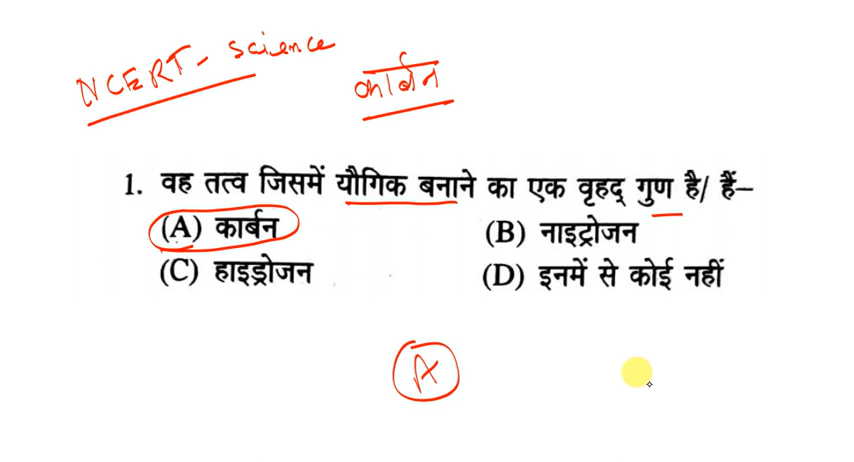 NCERT - Science
कार्बन
1. वह तत्व जिसमें यौगिक बनाने का एक वृहद् गुण है/ हैं–
(A) कार्बन (B) नाइट्रोजन
(C) हाइड्रोजन (D) इनमें से कोई नहीं
A